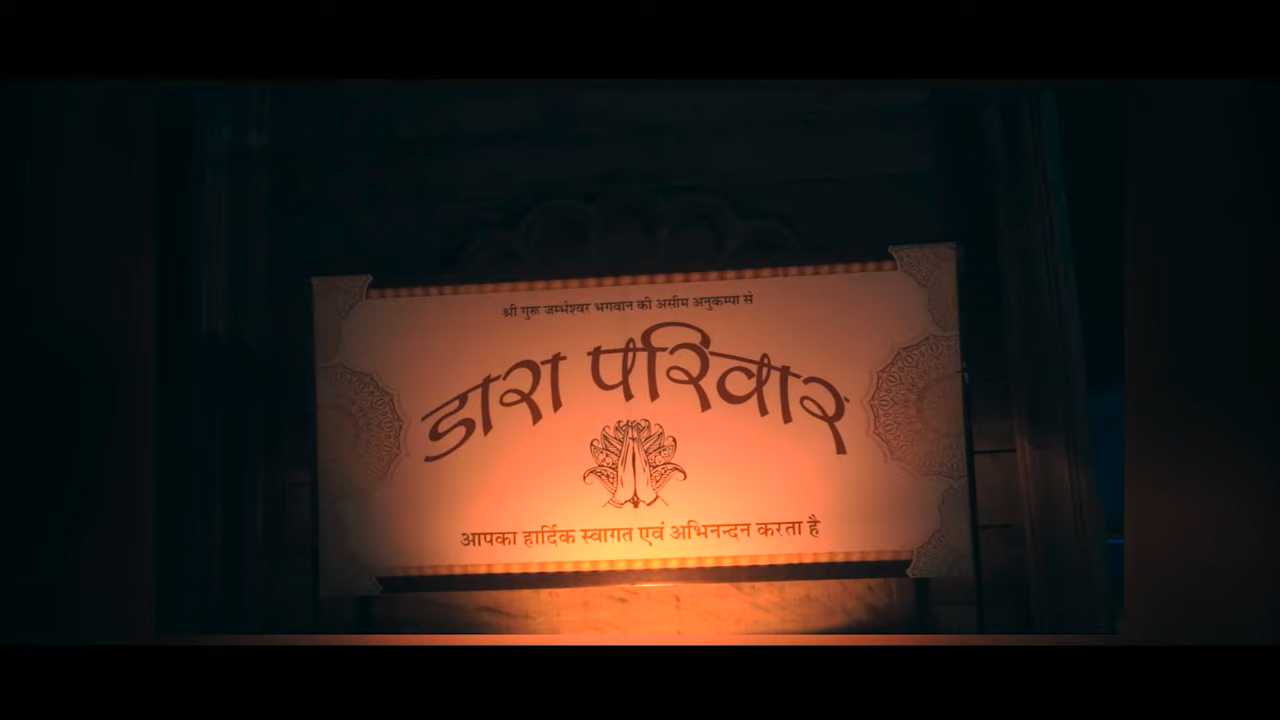 श्री गुरू जम्भेश्वर भगवान की असीम अनुकम्पा से
डारा परिवार
आपका हार्दिक स्वागत एवं अभिनन्दन करता है